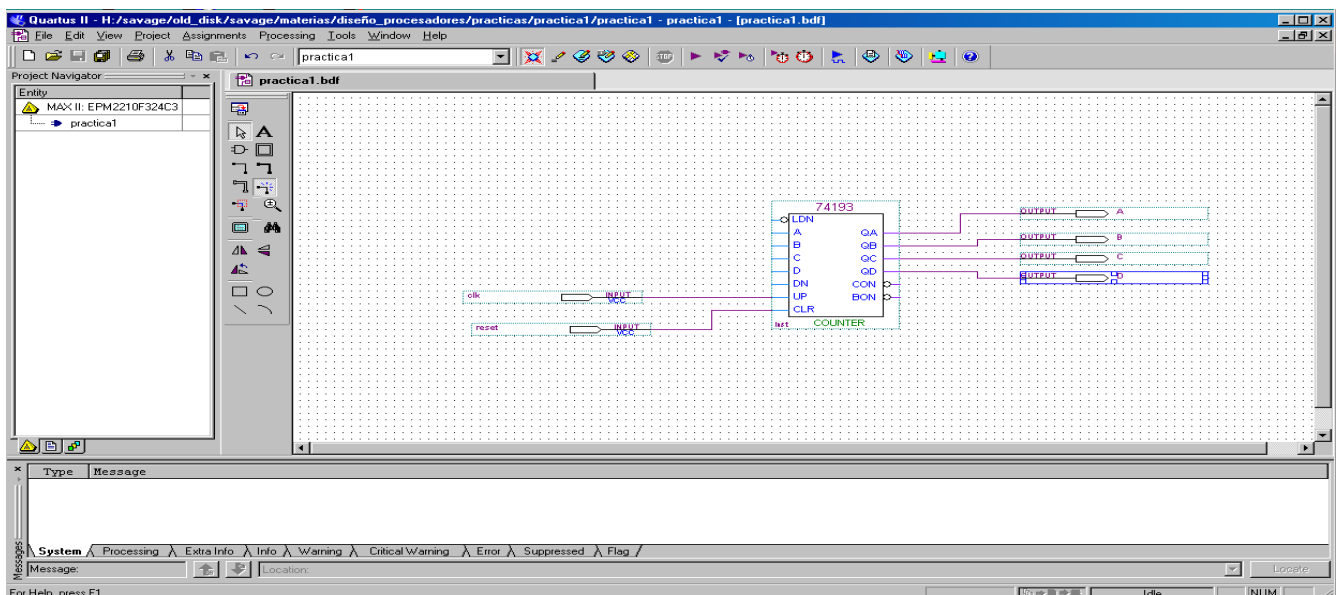 Quartus II - H:/savage/old_disk/savage/materias/diseño_procesadores/practicas/practica1/practica1 - practica1 - [practica1.bdf]
File Edit View Project Assignments Processing Tools Window Help
practica1
Project Navigator
practica1.bdf
Entity
MAX II: EPM2210F324C3
practica1
74193
LDN
A QA
B QB
C QC
D QD
DN CON
UP BON
CLR
inst COUNTER
clk INPUT
VCC
reset INPUT
VCC
OUTPUT A
OUTPUT B
OUTPUT C
OUTPUT D
Type Message
Messages
System Processing Extra Info Info Warning Critical Warning Error Suppressed Flag
Message: Location: Locate
For Help, press F1 Idle NUM